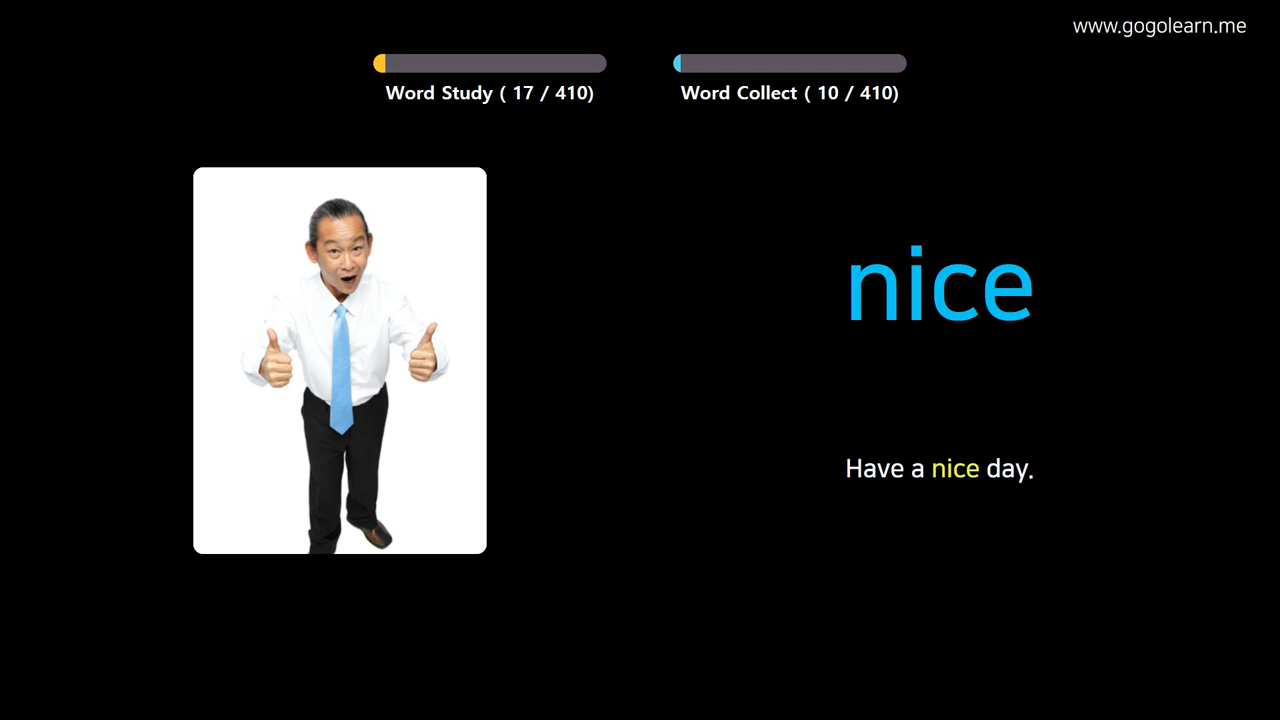 www.gogolearn.me
Word Study ( 17 / 410)
Word Collect ( 10 / 410)
nice
Have a nice day.